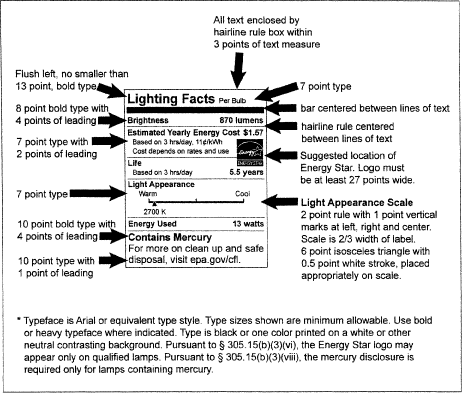 All text enclosed by
hairline rule box within
3 points of text measure
Flush left, no smaller than
13 point, bold type
8 point bold type with
4 points of leading
7 point type with
2 points of leading
7 point type
10 point bold type with
4 points of leading
10 point type with
1 point of leading
Lighting Facts Per Bulb
Brightness 870 lumens
Estimated Yearly Energy Cost $1.57
Based on 3 hrs/day, 11¢/kWh
Cost depends on rates and use
ENERGY STAR
Life
Based on 3 hrs/day 5.5 years
Light Appearance
Warm Cool
2700 K
Energy Used 13 watts
Contains Mercury
For more on clean up and safe
disposal, visit epa.gov/cfl.
7 point type
bar centered between lines of text
hairline rule centered
between lines of text
Suggested location of
Energy Star. Logo must
be at least 27 points wide.
Light Appearance Scale
2 point rule with 1 point vertical
marks at left, right and center.
Scale is 2/3 width of label.
6 point isosceles triangle with
0.5 point white stroke, placed
appropriately on scale.
* Typeface is Arial or equivalent type style. Type sizes shown are minimum allowable. Use bold
or heavy typeface where indicated. Type is black or one color printed on a white or other
neutral contrasting background. Pursuant to § 305.15(b)(3)(vi), the Energy Star logo may
appear only on qualified lamps. Pursuant to § 305.15(b)(3)(viii), the mercury disclosure is
required only for lamps containing mercury.